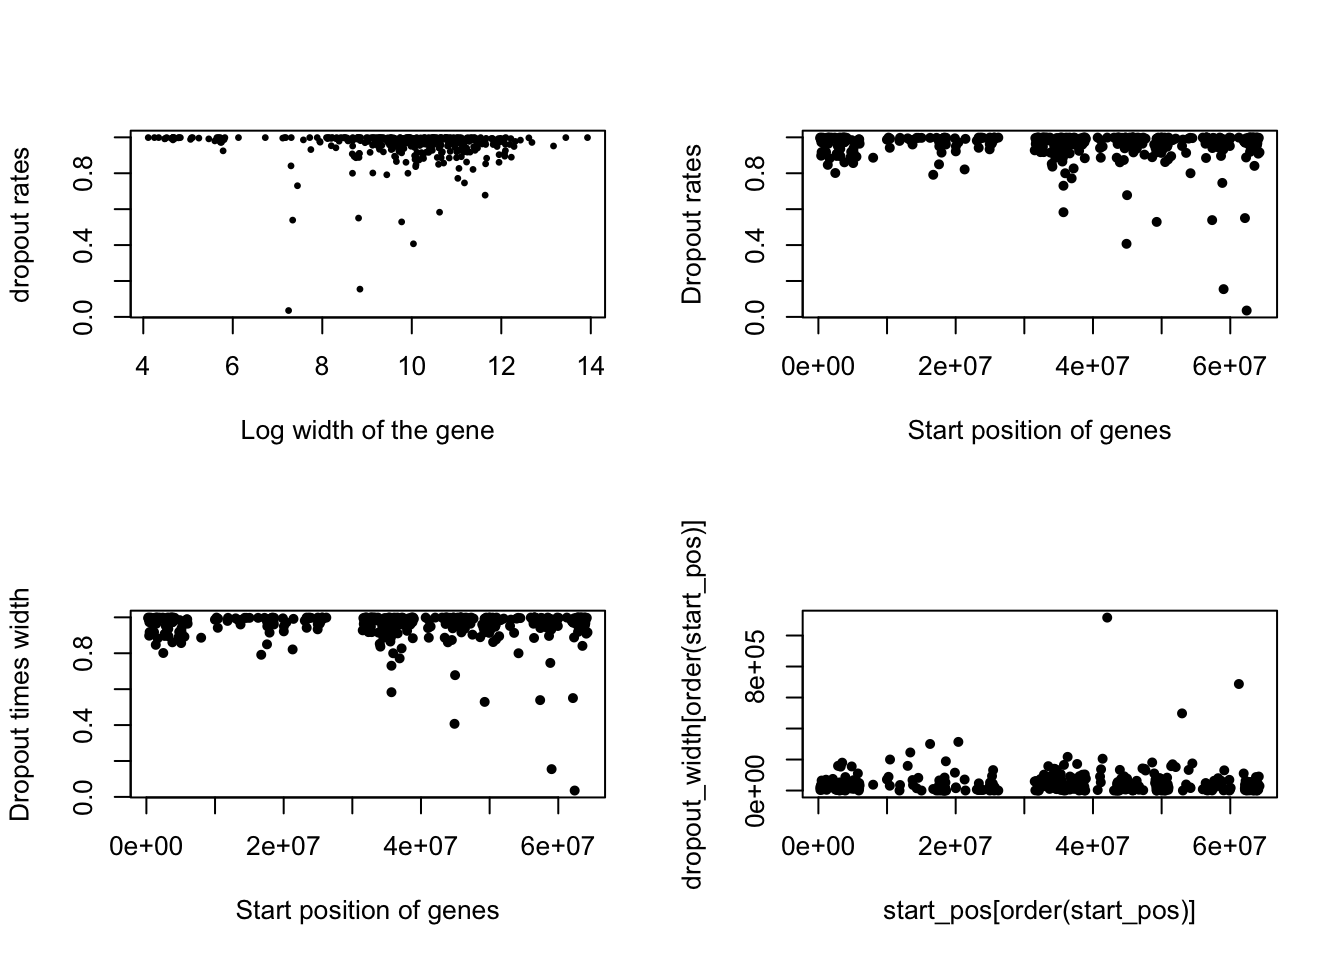 dropout rates
0.0 0.4 0.8
4 6 8 10 12 14
Log width of the gene
Dropout rates
0.0 0.4 0.8
0e+00 2e+07 4e+07 6e+07
Start position of genes
Dropout times width
0.0 0.4 0.8
0e+00 2e+07 4e+07 6e+07
Start position of genes
dropout_width[order(start_pos)]
0e+00 8e+05
0e+00 2e+07 4e+07 6e+07
start_pos[order(start_pos)]